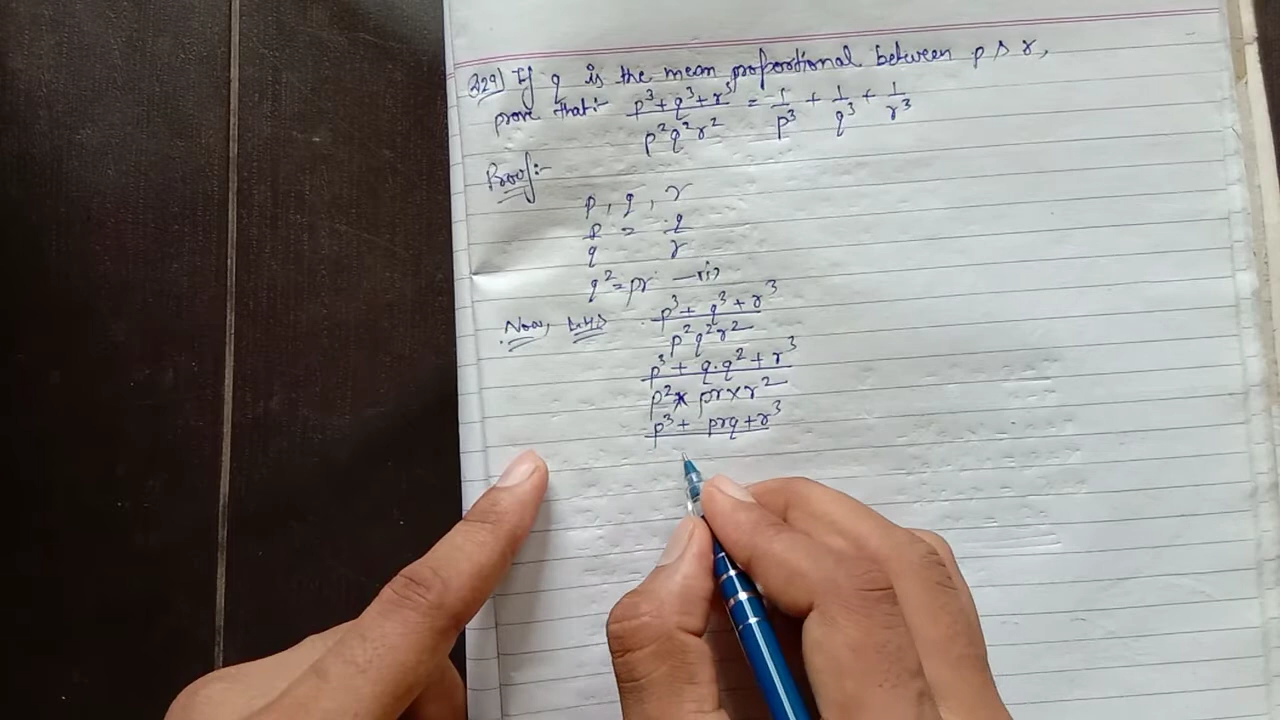 Q29) If q is the mean proportional between p & r,
prove that:- p³+q³+r³/p²q²r² = 1/p³ + 1/q³ + 1/r³
Proof:-
p, q, r
p/q = q/r
q²=pr —(i)
Now, LHS p³+q³+r³/p²q²r²
p³+q.q²+r³/p²×pr×r²
p³+prq+r³